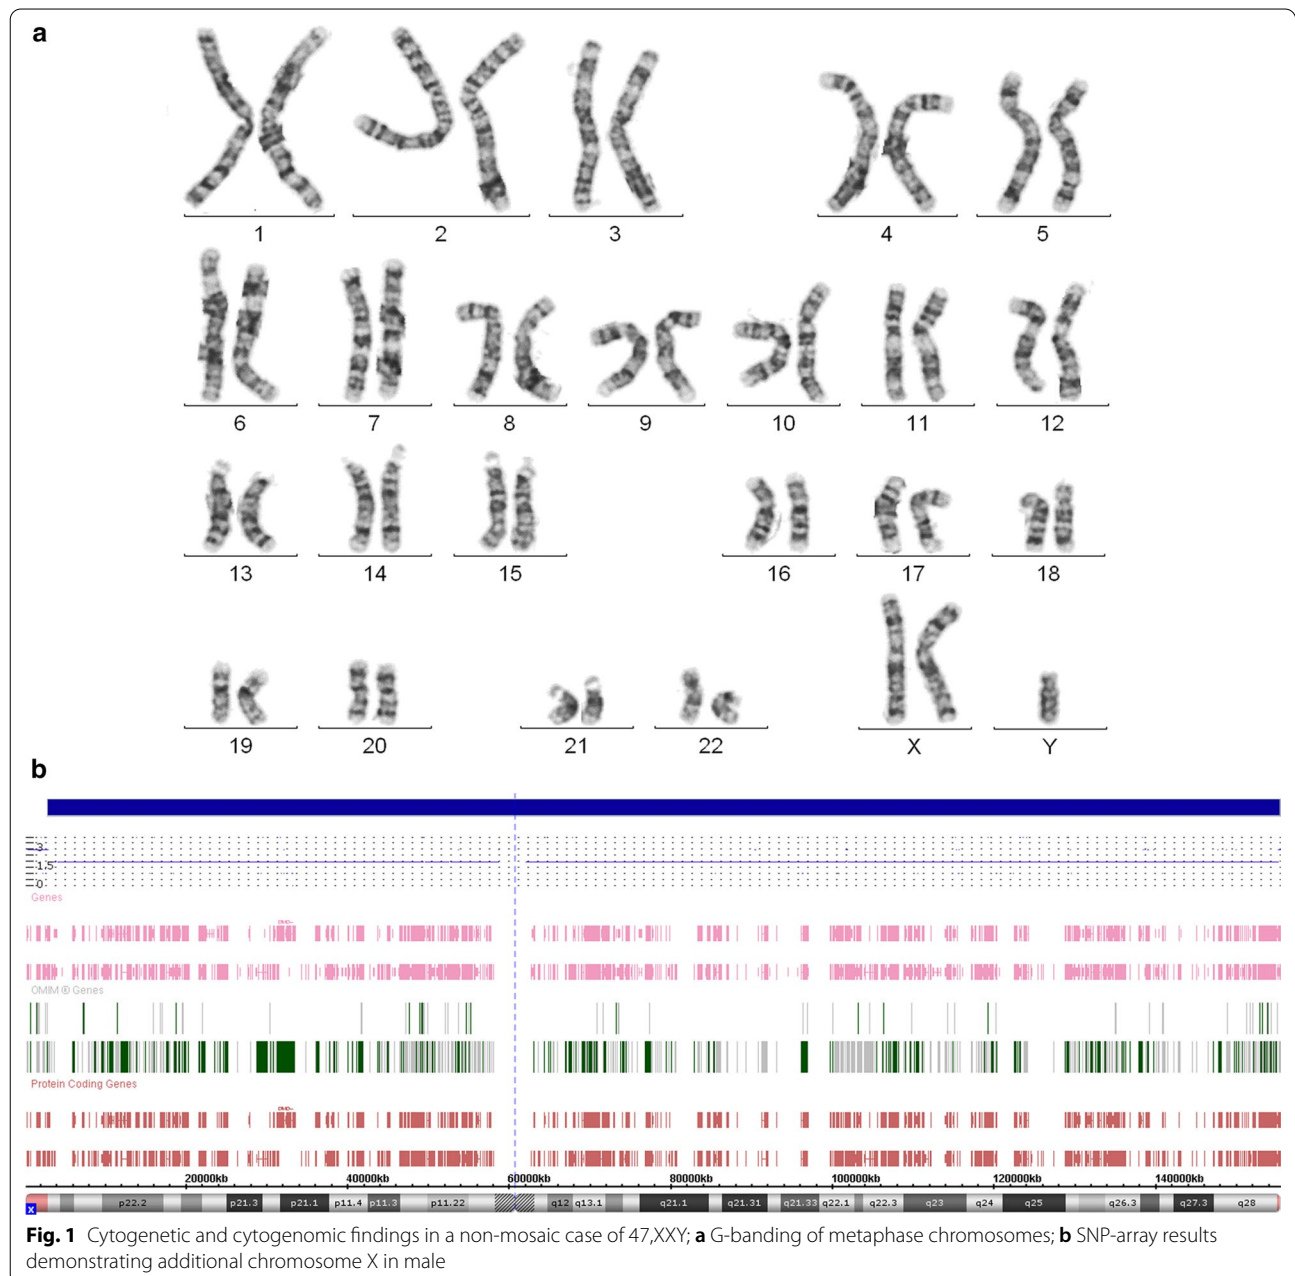 a
1 2 3 4 5
6 7 8 9 10 11 12
13 14 15 16 17 18
19 20 21 22 X Y
b
3
1.5
0
Genes
OMIM ® Genes
Protein Coding Genes
20000kb 40000kb 60000kb 80000kb 100000kb 120000kb 140000kb
p22.2 p21.3 p21.1 p11.4 p11.3 p11.22 q12 q13.1 q21.1 q21.31 q21.33 q22.1 q22.3 q23 q24 q25 q26.3 q27.3 q28
X
Fig. 1 Cytogenetic and cytogenomic findings in a non-mosaic case of 47,XXY; a G-banding of metaphase chromosomes; b SNP-array results
demonstrating additional chromosome X in male